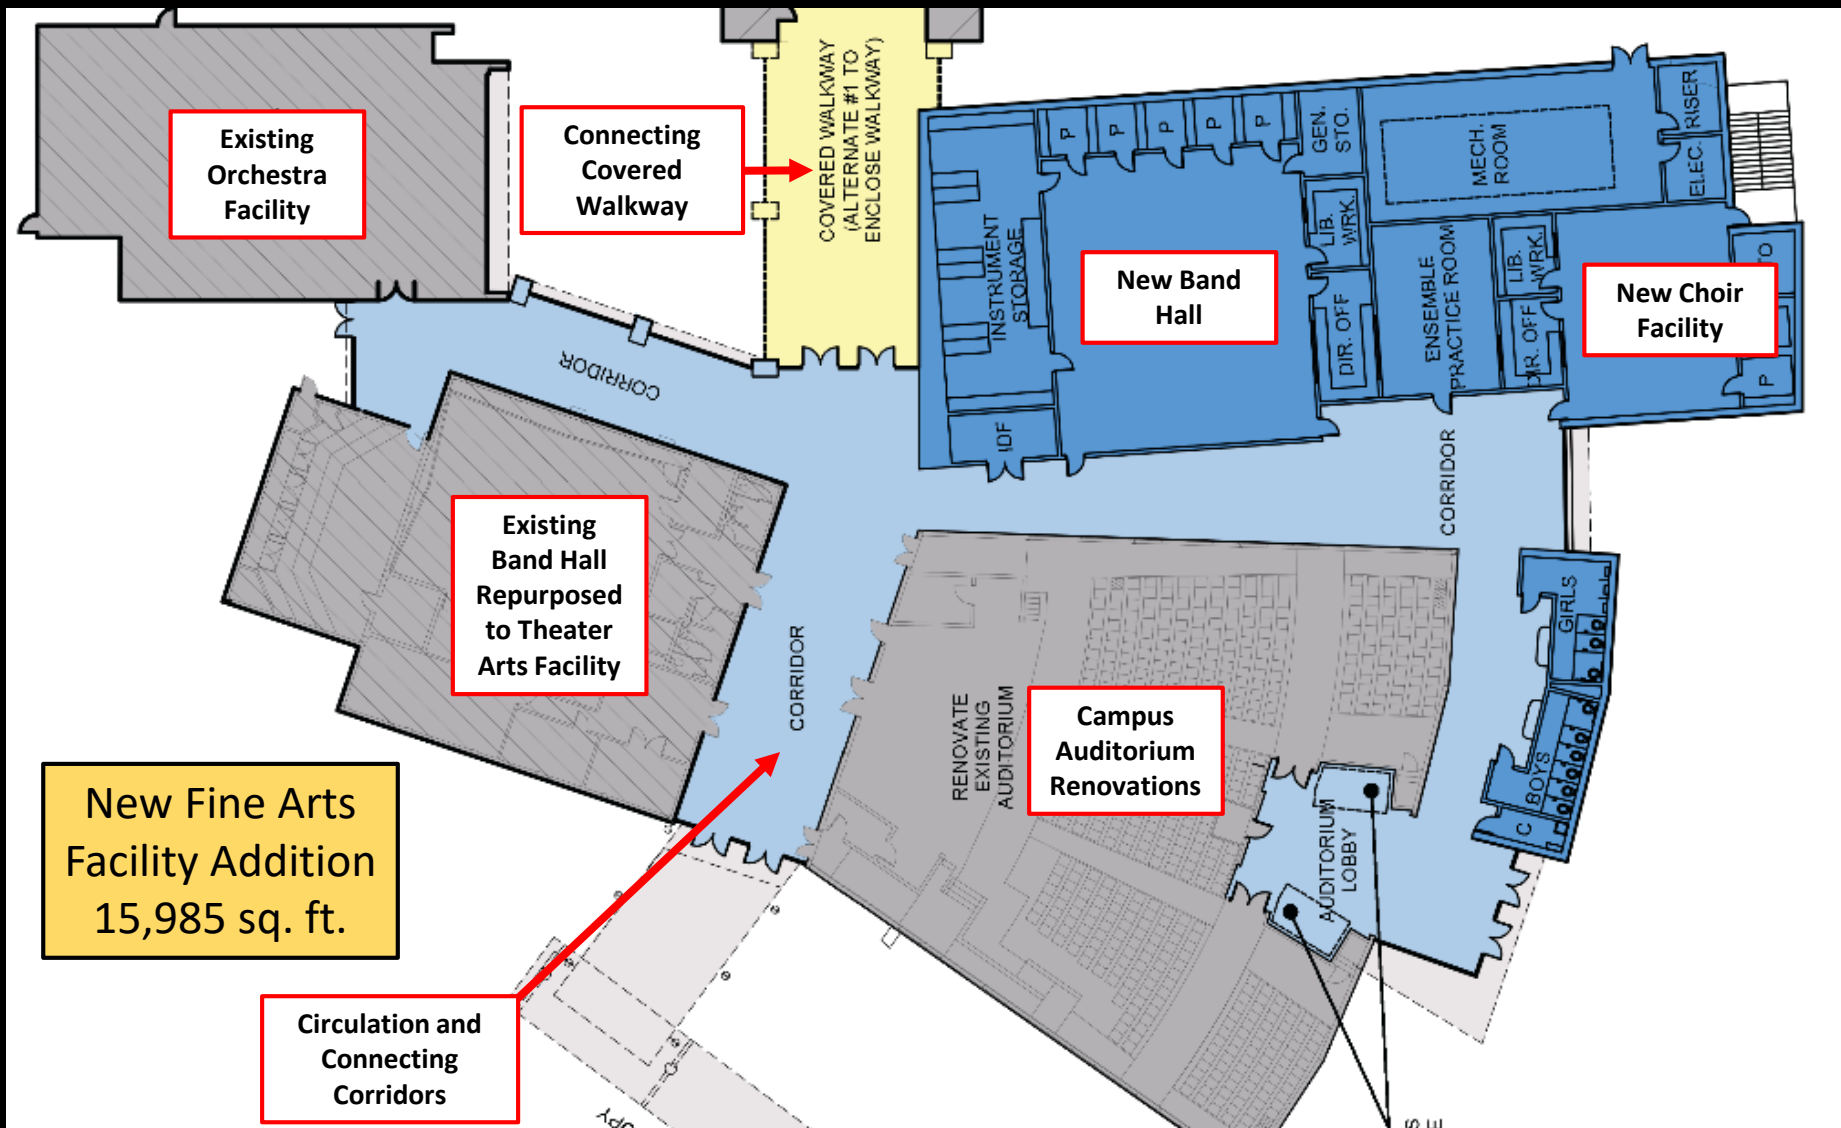 Existing
Orchestra
Facility
Connecting
Covered
Walkway
COVERED WALKWAY
(ALTERNATE #1 TO
ENCLOSE WALKWAY)
P
P
P
P
P
GEN.
STO.
MECH.
ROOM
RISER
ELEC.
INSTRUMENT
STORAGE
New Band
Hall
LIB.
WRK.
DIR. OFF
ENSEMBLE
PRACTICE ROOM
LIB.
WRK.
DIR. OFF
New Choir
Facility
TO
P
IDF
CORRIDOR
CORRIDOR
Existing
Band Hall
Repurposed
to Theater
Arts Facility
CORRIDOR
RENOVATE
EXISTING
AUDITORIUM
Campus
Auditorium
Renovations
GIRLS
BOYS
C
AUDITORIUM
LOBBY
New Fine Arts
Facility Addition
15,985 sq. ft.
Circulation and
Connecting
Corridors
OPY
S
E